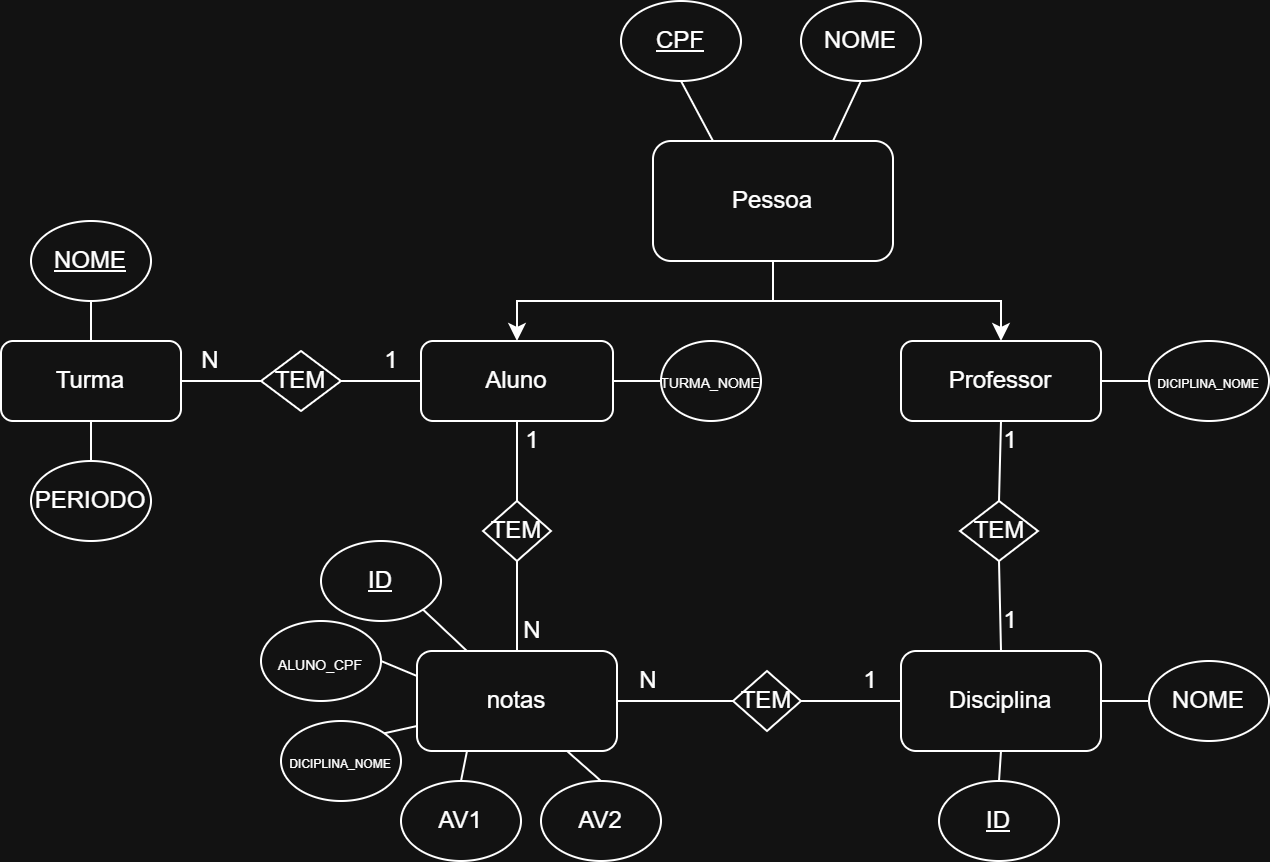 CPF
NOME
Pessoa
NOME
N
TEM
1
Turma
Aluno
TURMA_NOME
Professor
DICIPLINA_NOME
1
1
PERIODO
TEM
TEM
ID
1
N
ALUNO_CPF
N
TEM
1
notas
Disciplina
NOME
DICIPLINA_NOME
AV1
AV2
ID